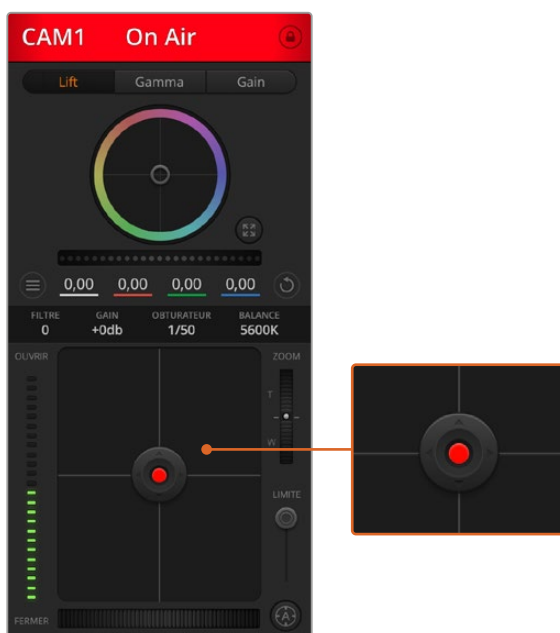 CAM1 On Air
Lift Gamma Gain
0,00 0,00 0,00 0,00
FILTRE GAIN OBTURATEUR BALANCE
0 +0db 1/50 5600K
OUVRIR ZOOM
T
W
LIMITE
FERMER A